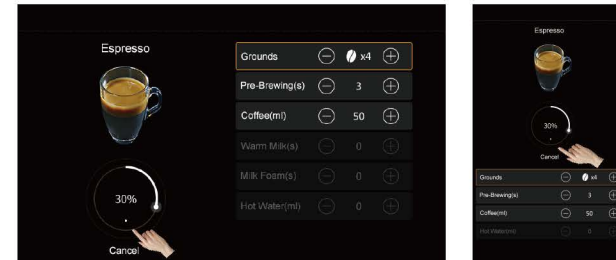 Espresso
Grounds x4
Pre-Brewing(s) 3
Coffee(ml) 50
Warm Milk(s) 0
Milk Foam(s) 0
Hot Water(ml) 0
30%
Cancel
Espresso
30%
Cancel
Grounds x4
Pre-Brewing(s) 3
Coffee(ml) 50
Hot Water(ml) 0